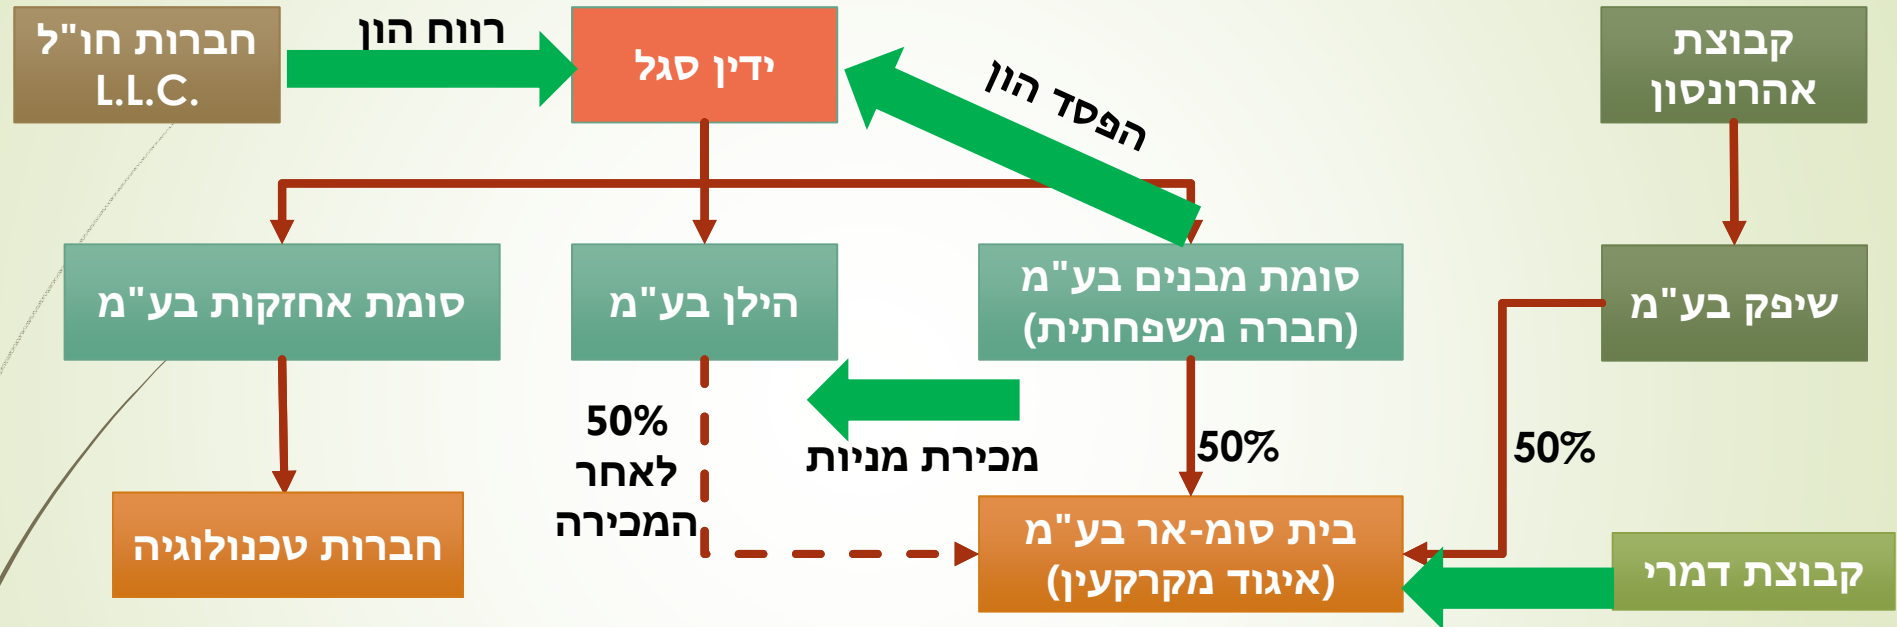 חברות חו"ל
L.L.C.
רווח הון
ידין סגל
הפסד הון
קבוצת
אהרונסון
סומת אחזקות בע"מ
הילן בע"מ
סומת מבנים בע"מ
(חברה משפחתית)
שיפק בע"מ
50%
לאחר
המכירה
מכירת מניות
50%
50%
חברות טכנולוגיה
בית סומ-אר בע"מ
(איגוד מקרקעין)
קבוצת דמרי